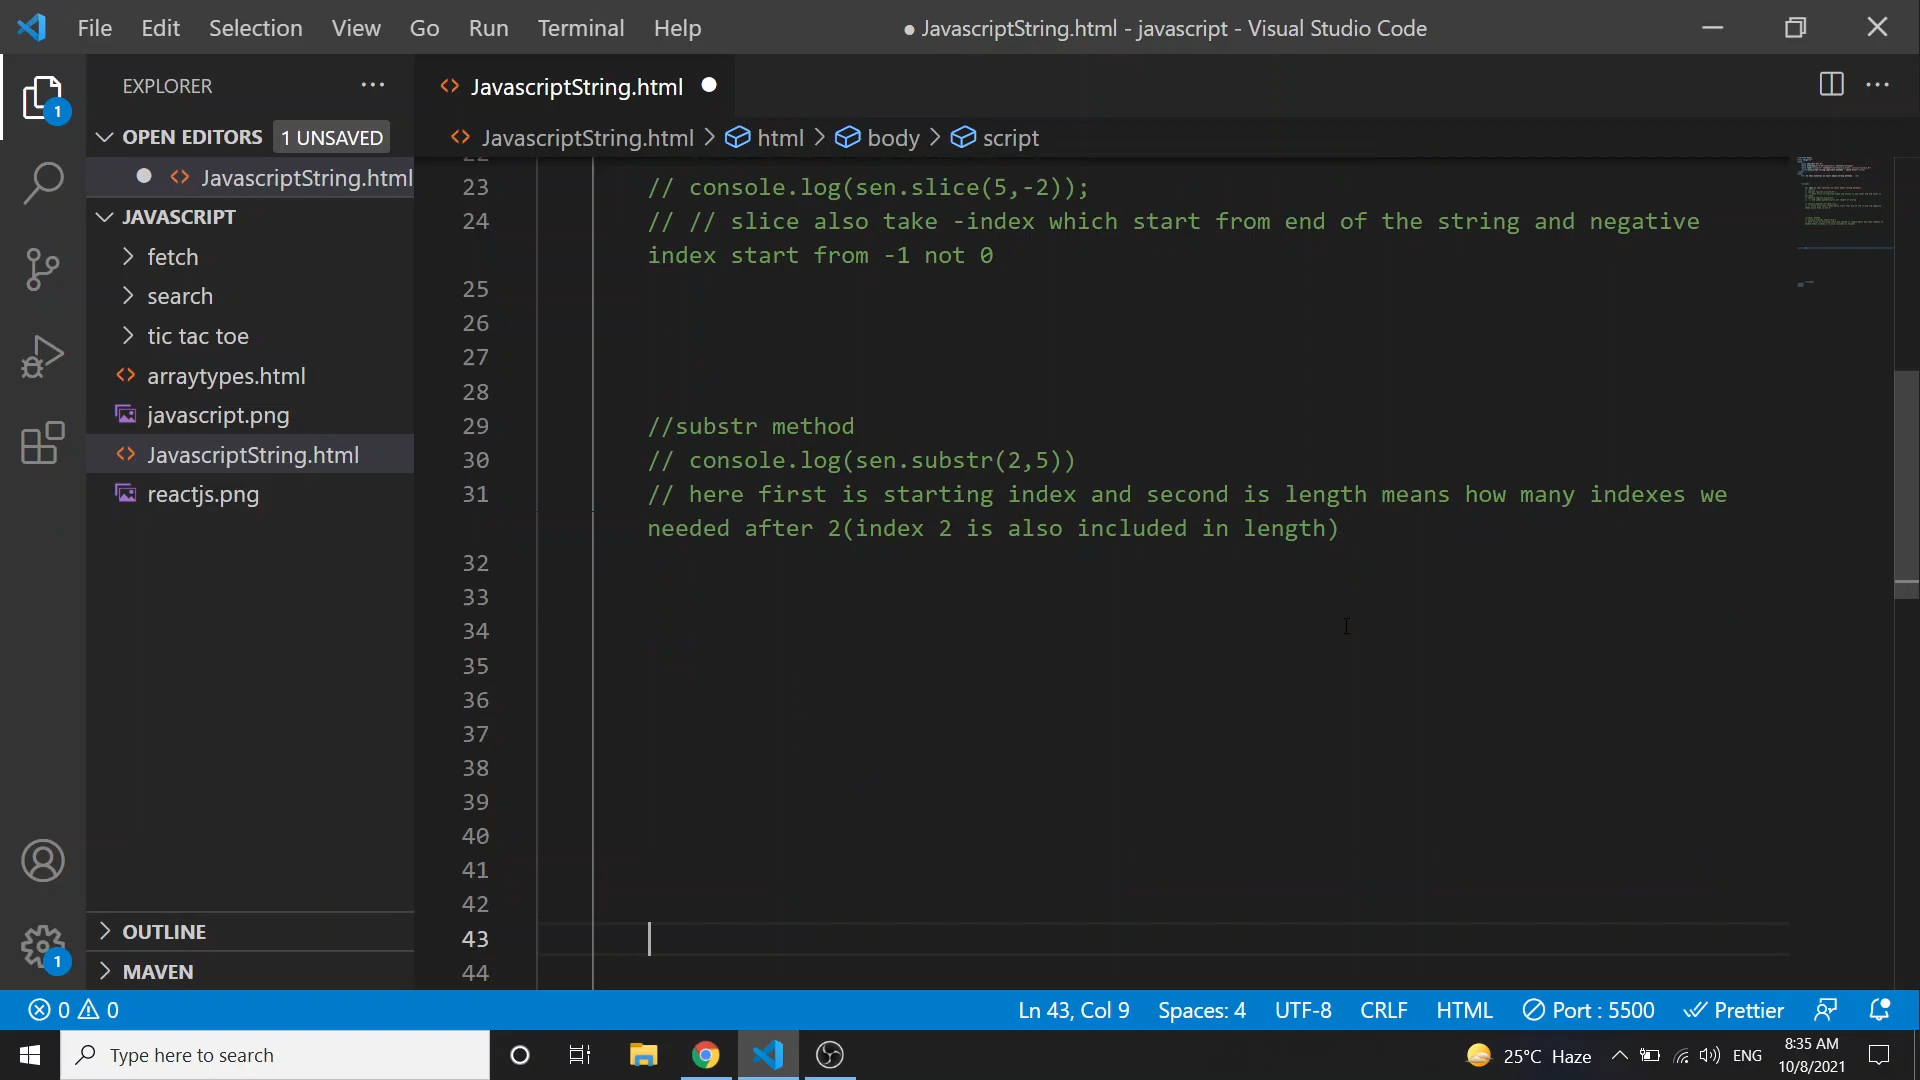 File Edit Selection View Go Run Terminal Help ● JavascriptString.html - javascript - Visual Studio Code
EXPLORER
JavascriptString.html
OPEN EDITORS 1 UNSAVED
JavascriptString.html > html > body > script
JavascriptString.html
JAVASCRIPT
fetch
search
tic tac toe
arraytypes.html
javascript.png
JavascriptString.html
reactjs.png
OUTLINE
MAVEN
1
1
23 // console.log(sen.slice(5,-2));
24 // // slice also take -index which start from end of the string and negative
index start from -1 not 0
25
26
27
28
29 //substr method
30 // console.log(sen.substr(2,5))
31 // here first is starting index and second is length means how many indexes we
needed after 2(index 2 is also included in length)
32
33
34
35
36
37
38
39
40
41
42
43
44
0 0 Ln 43, Col 9 Spaces: 4 UTF-8 CRLF HTML Port : 5500 Prettier
Type here to search 25°C Haze ENG 8:35 AM
10/8/2021